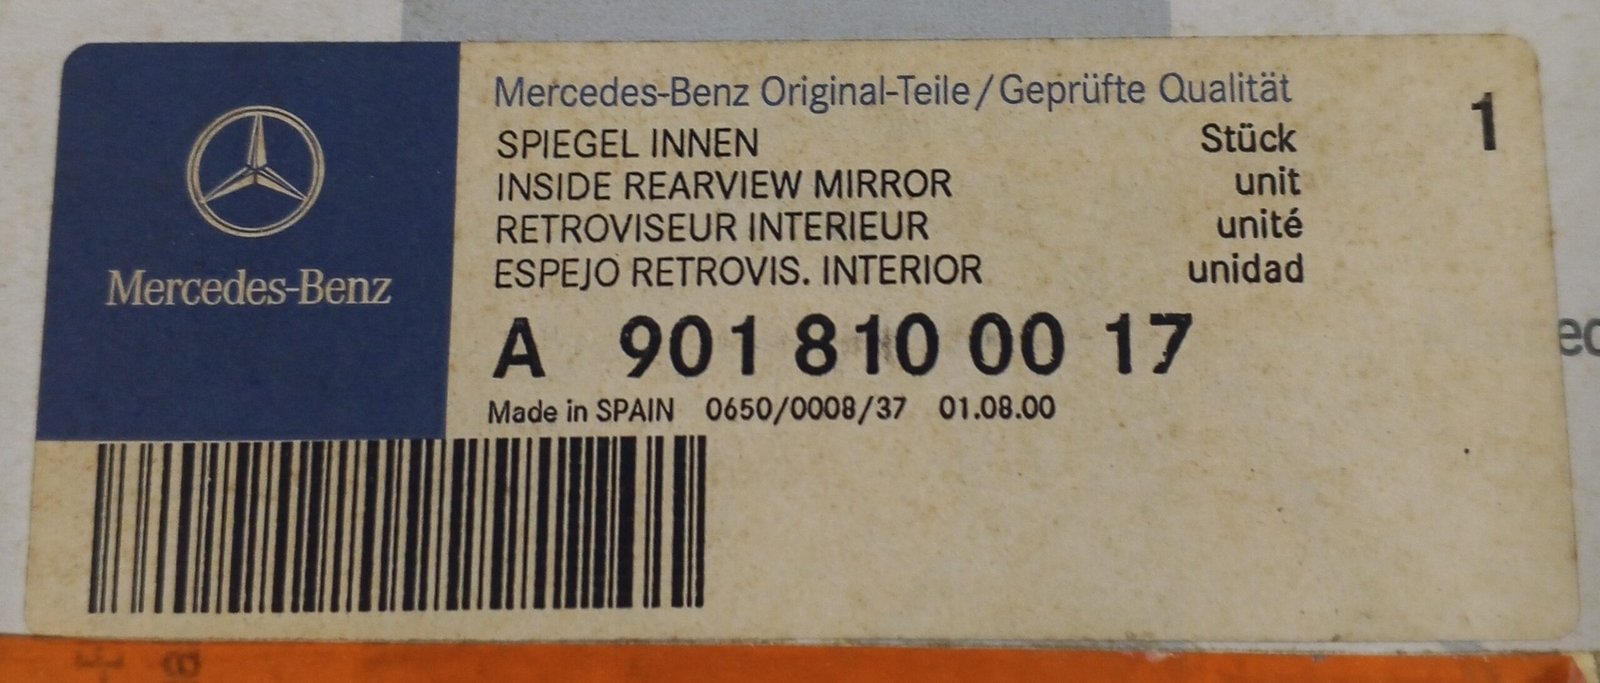 Mercedes-Benz
Mercedes-Benz Original-Teile/Geprüfte Qualität
SPIEGEL INNEN Stück 1
INSIDE REARVIEW MIRROR unit
RETROVISEUR INTERIEUR unité
ESPEJO RETROVIS. INTERIOR unidad
A 901 810 00 17
Made in SPAIN 0650/0008/37 01.08.00